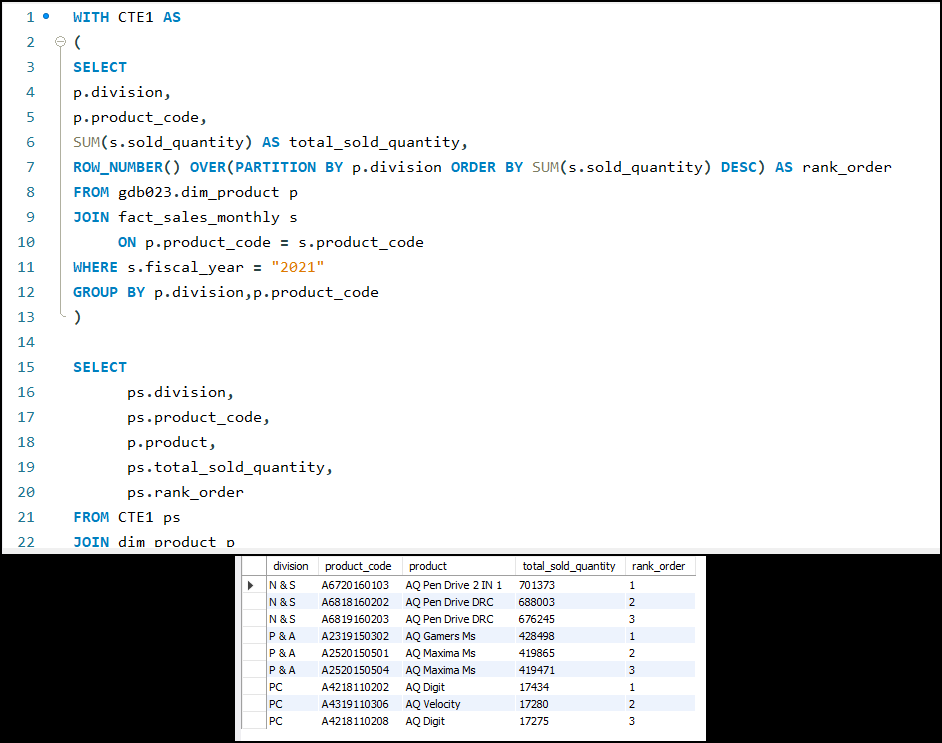 1 WITH CTE1 AS
2 (
3 SELECT
4 p.division,
5 p.product_code,
6 SUM(s.sold_quantity) AS total_sold_quantity,
7 ROW_NUMBER() OVER(PARTITION BY p.division ORDER BY SUM(s.sold_quantity) DESC) AS rank_order
8 FROM gdb023.dim_product p
9 JOIN fact_sales_monthly s
10 ON p.product_code = s.product_code
11 WHERE s.fiscal_year = "2021"
12 GROUP BY p.division,p.product_code
13 )
14
15 SELECT
16 ps.division,
17 ps.product_code,
18 p.product,
19 ps.total_sold_quantity,
20 ps.rank_order
21 FROM CTE1 ps
22 JOIN dim_product p
division product_code product total_sold_quantity rank_order
N & S A6720160103 AQ Pen Drive 2 IN 1 701373 1
N & S A6818160202 AQ Pen Drive DRC 688003 2
N & S A6819160203 AQ Pen Drive DRC 676245 3
P & A A2319150302 AQ Gamers Ms 428498 1
P & A A2520150501 AQ Maxima Ms 419865 2
P & A A2520150504 AQ Maxima Ms 419471 3
PC A4218110202 AQ Digit 17434 1
PC A4319110306 AQ Velocity 17280 2
PC A4218110208 AQ Digit 17275 3